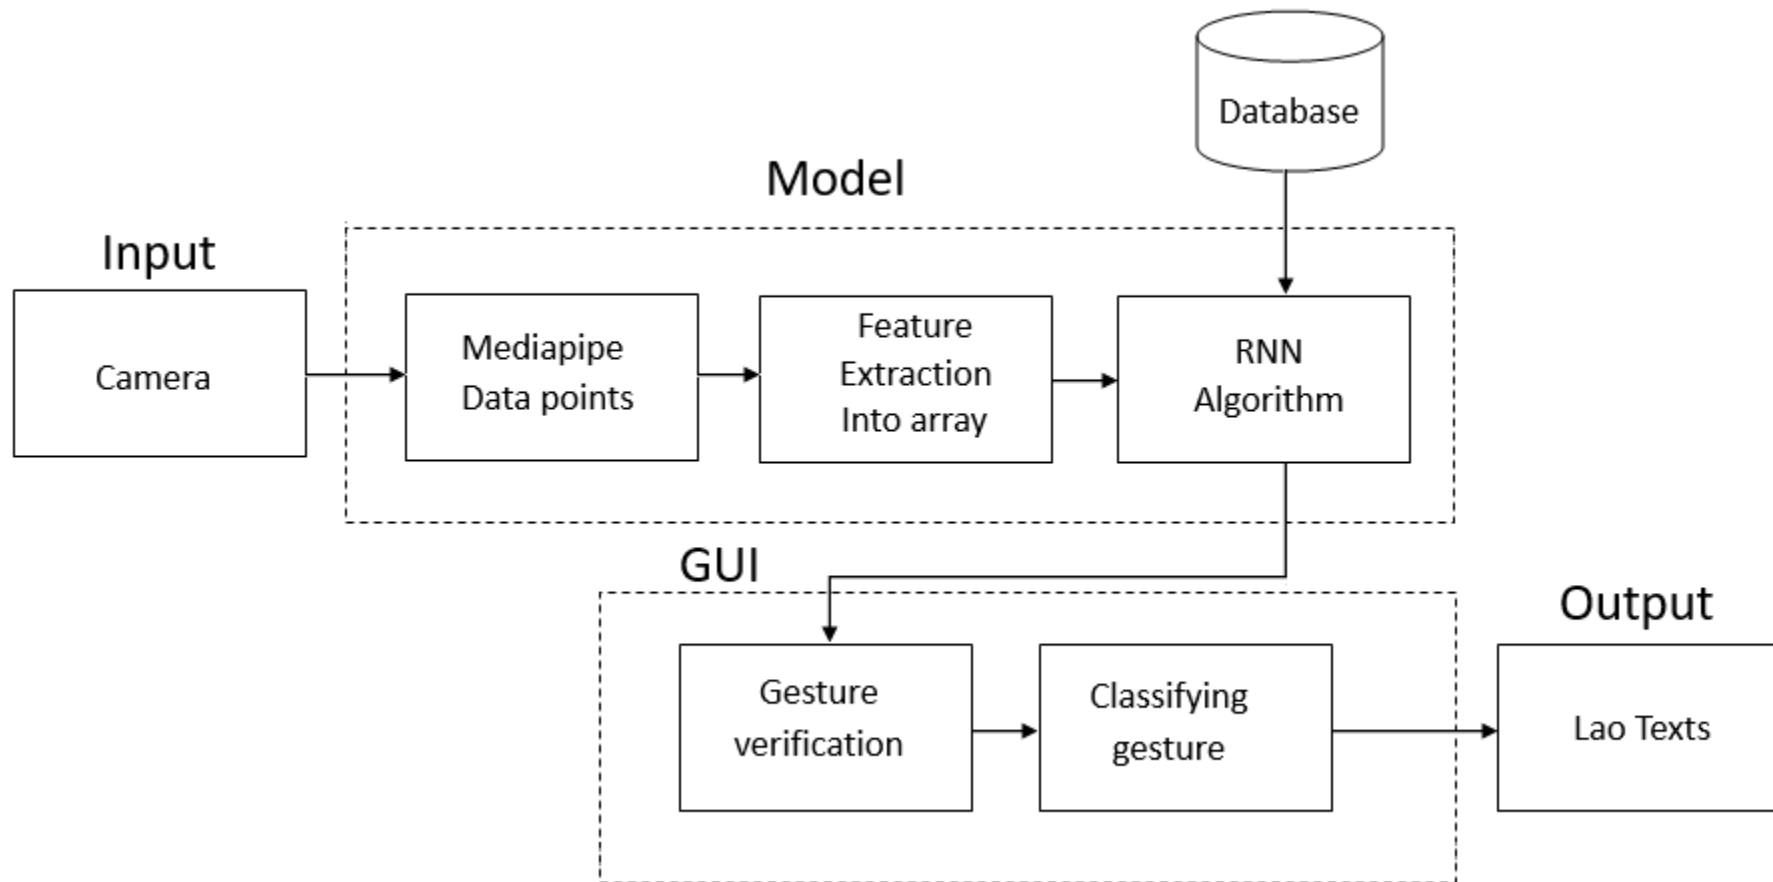 Database
Model
Input
Camera
Mediapipe
Data points
Feature
Extraction
Into array
RNN
Algorithm
GUI
Gesture
verification
Classifying
gesture
Output
Lao Texts